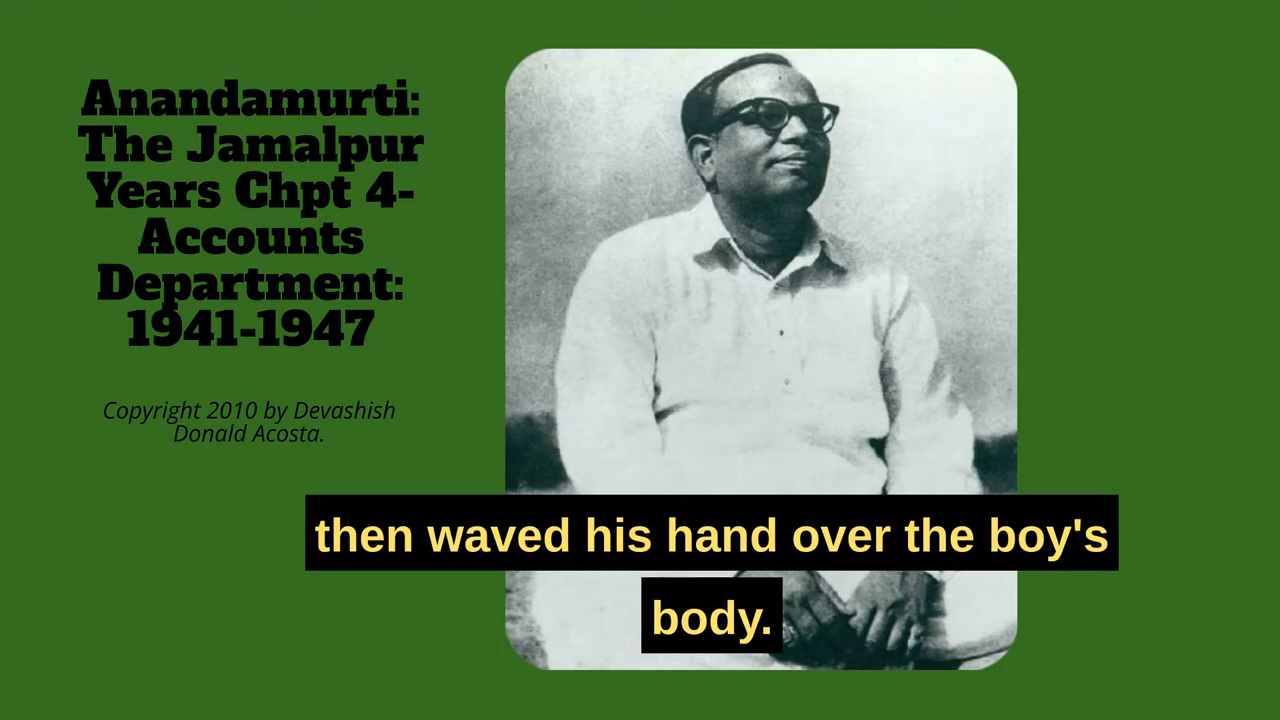 Anandamurti:
The Jamalpur
Years Chpt 4-
Accounts
Department:
1941-1947
Copyright 2010 by Devashish
Donald Acosta.
then waved his hand over the boy's
body.